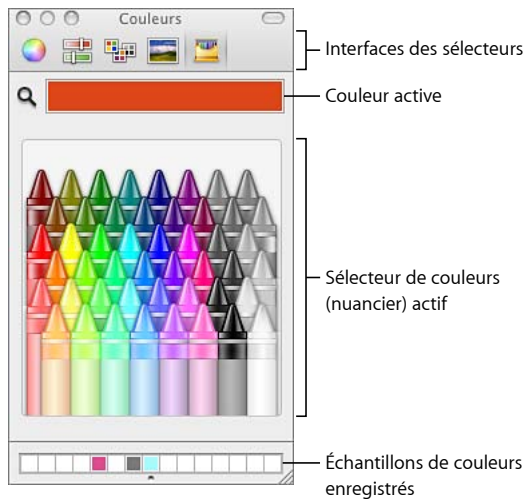 Couleurs
Interfaces des sélecteurs
Couleur active
Sélecteur de couleurs
(nuancier) actif
Échantillons de couleurs
enregistrés